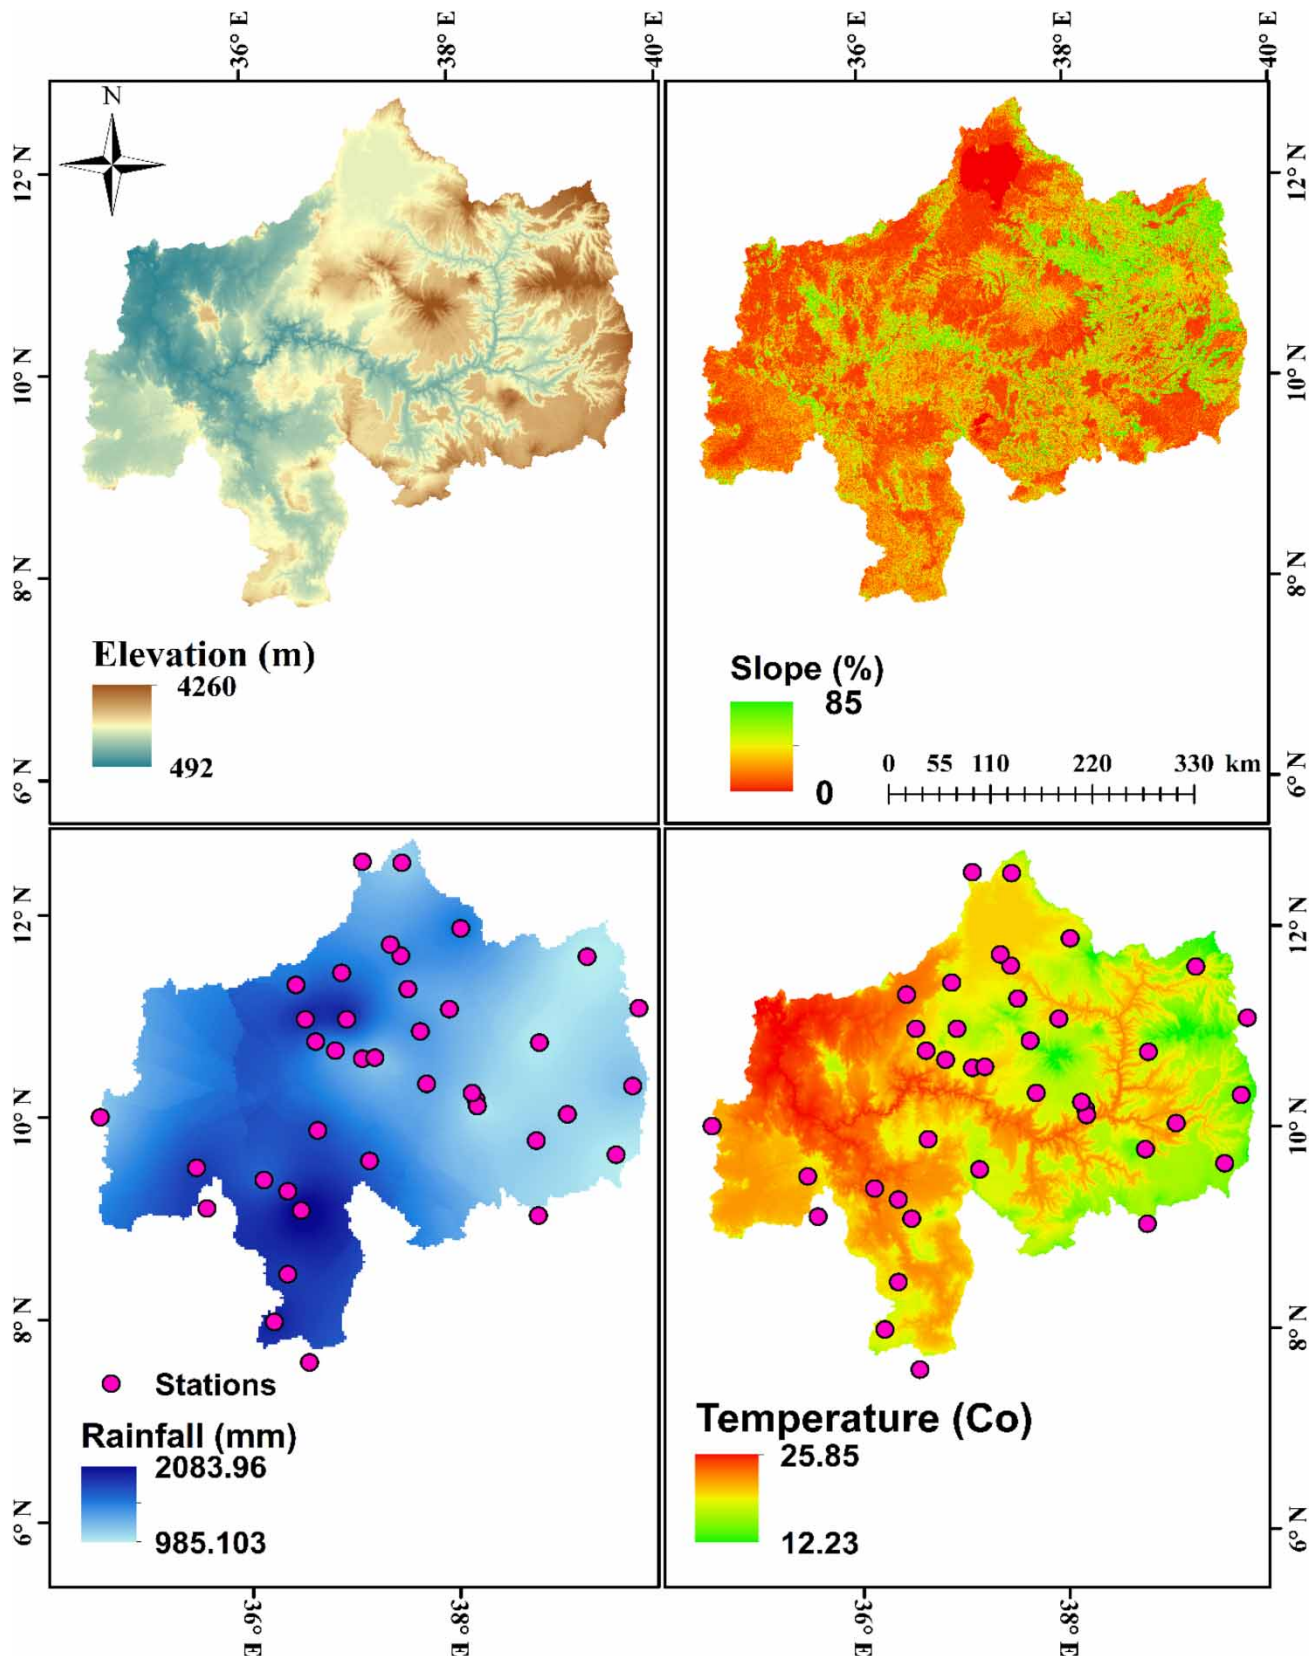 36° E
38° E
40° E
36° E
38° E
40° E
N
12° N
10° N
8° N
6° N
12° N
10° N
8° N
6° N
Elevation (m)
4260
492
Slope (%)
85
0
0 55 110 220 330 km
12° N
10° N
8° N
6° N
12° N
10° N
8° N
6° N
Stations
Rainfall (mm)
2083.96
985.103
Temperature (Co)
25.85
12.23
36° E
38° E
36° E
38° E